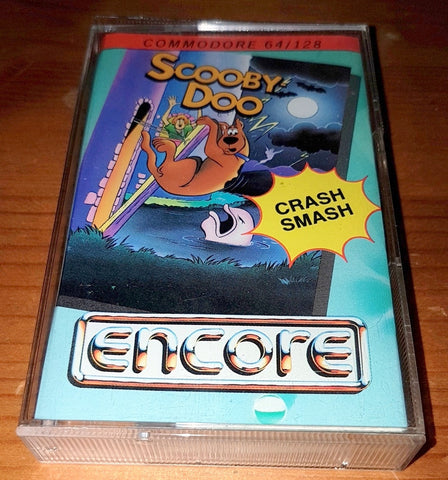 COMMODORE 64/128
SCOOBY
DOO
CRASH
SMASH
encore